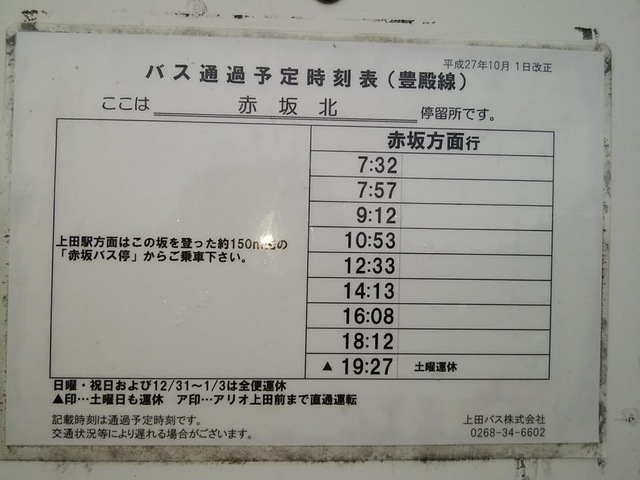 バス通過予定時刻表（豊殿線）
平成27年10月 1日改正
ここは 赤坂北 停留所です。
赤坂方面行
7:32
7:57
9:12
10:53
12:33
14:13
16:08
18:12
▲ 19:27 土曜運休
上田駅方面はこの坂を登った約150m の
「赤坂バス停」からご乗車下さい。
日曜・祝日および12/31～1/3は全便運休
▲印…土曜日も運休 ア印…アリオ上田前まで直通運転
記載時刻は通過予定時刻です。
交通状況等により遅れる場合がございます。
上田バス株式会社
0268-34-6602